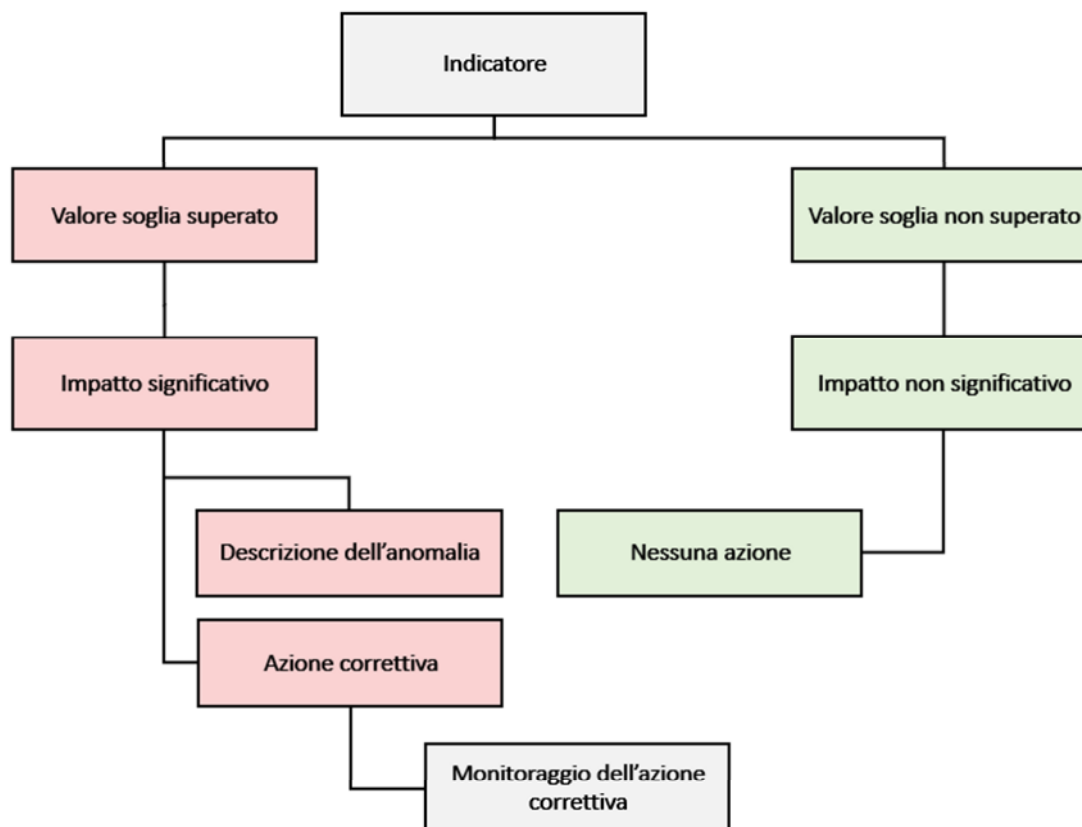 Indicatore
Valore soglia superato
Valore soglia non superato
Impatto significativo
Impatto non significativo
Descrizione dell'anomalia
Nessuna azione
Azione correttiva
Monitoraggio dell'azione
correttiva